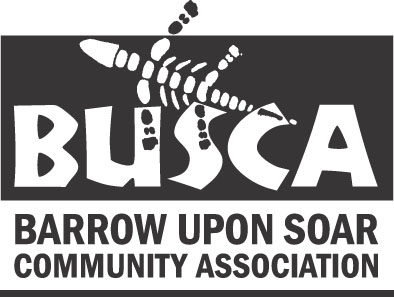 BUSCA
BARROW UPON SOAR
COMMUNITY ASSOCIATION